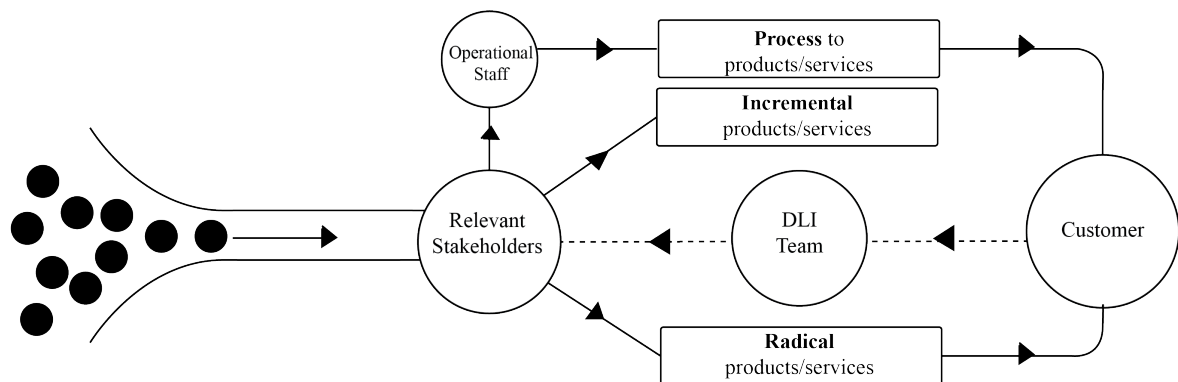 Operational
Staff
Process to
products/services
Incremental
products/services
Relevant
Stakeholders
DLI
Team
Customer
Radical
products/services